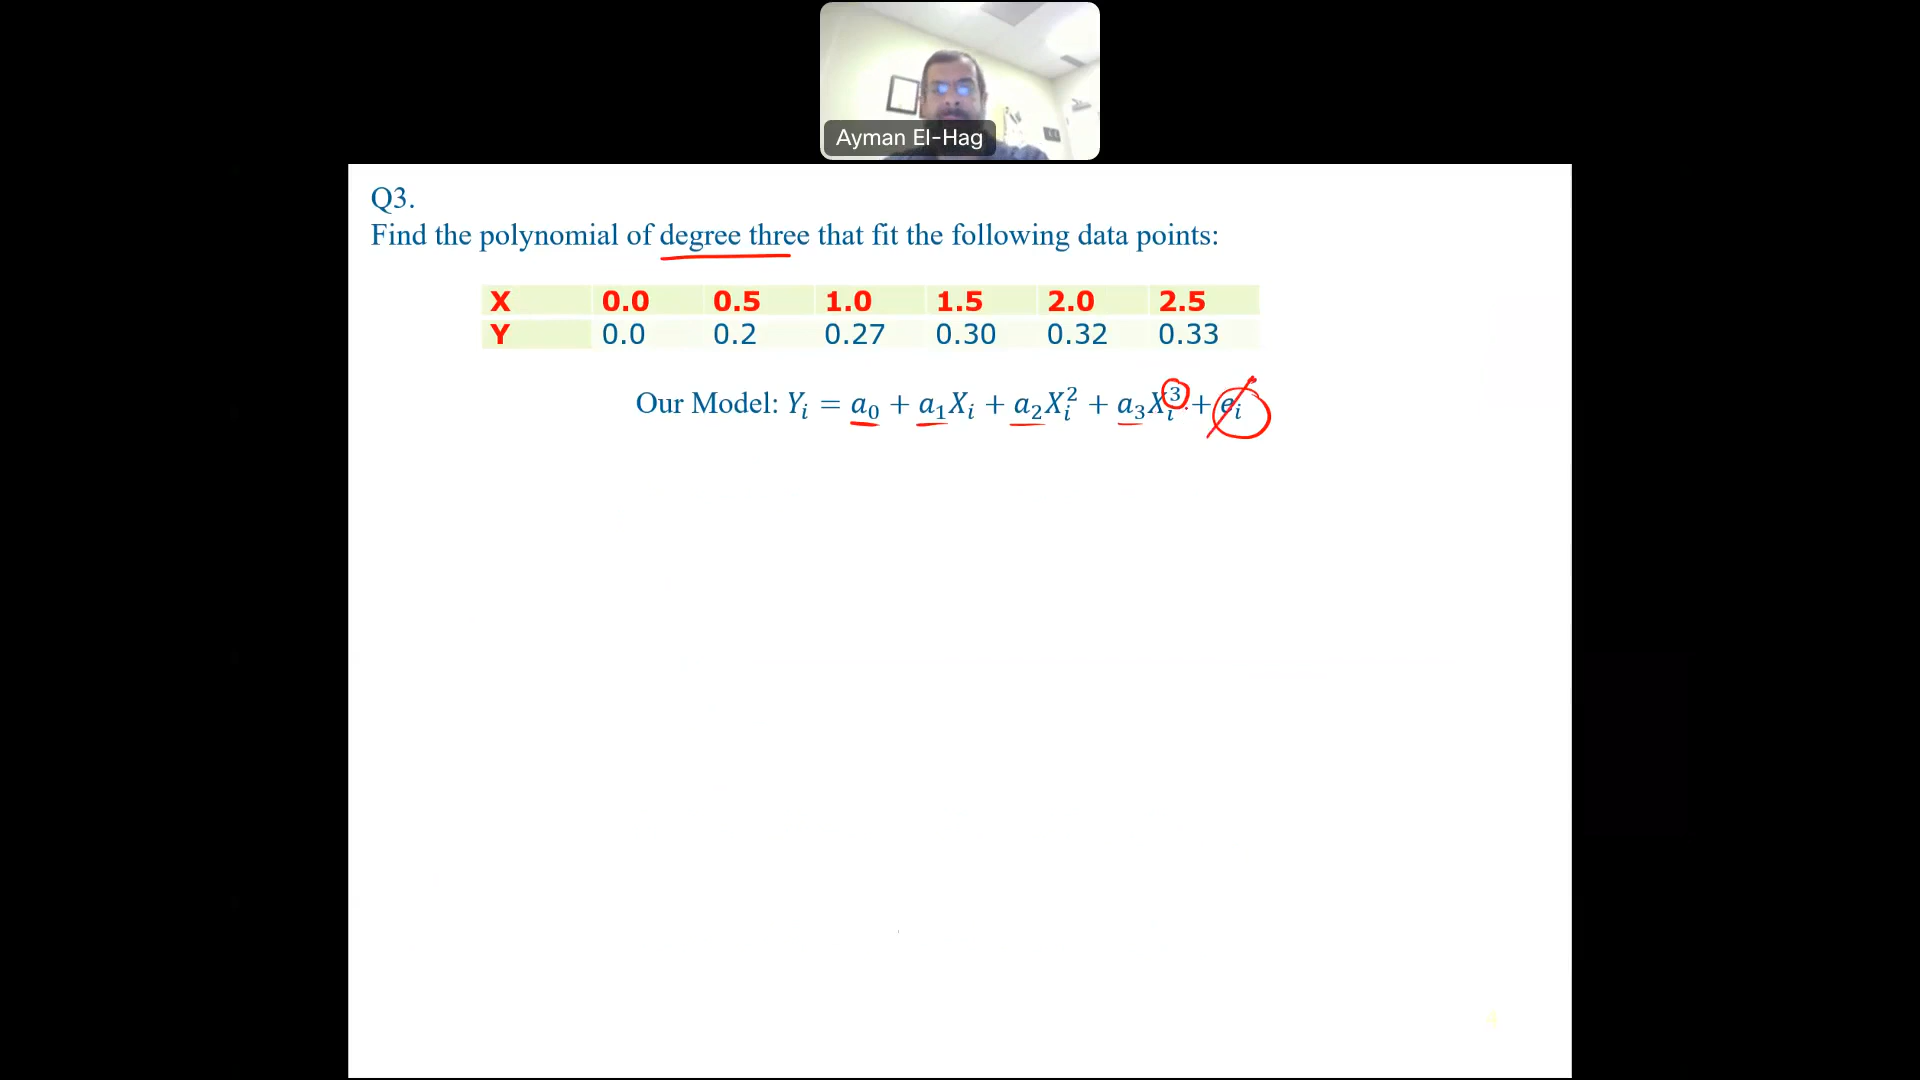 Ayman El-Hag
Q3.
Find the polynomial of degree three that fit the following data points:
X 0.0 0.5 1.0 1.5 2.0 2.5
Y 0.0 0.2 0.27 0.30 0.32 0.33
Our Model: Yᵢ = a₀ + a₁Xᵢ + a₂Xᵢ² + a₃Xᵢ³ + eᵢ